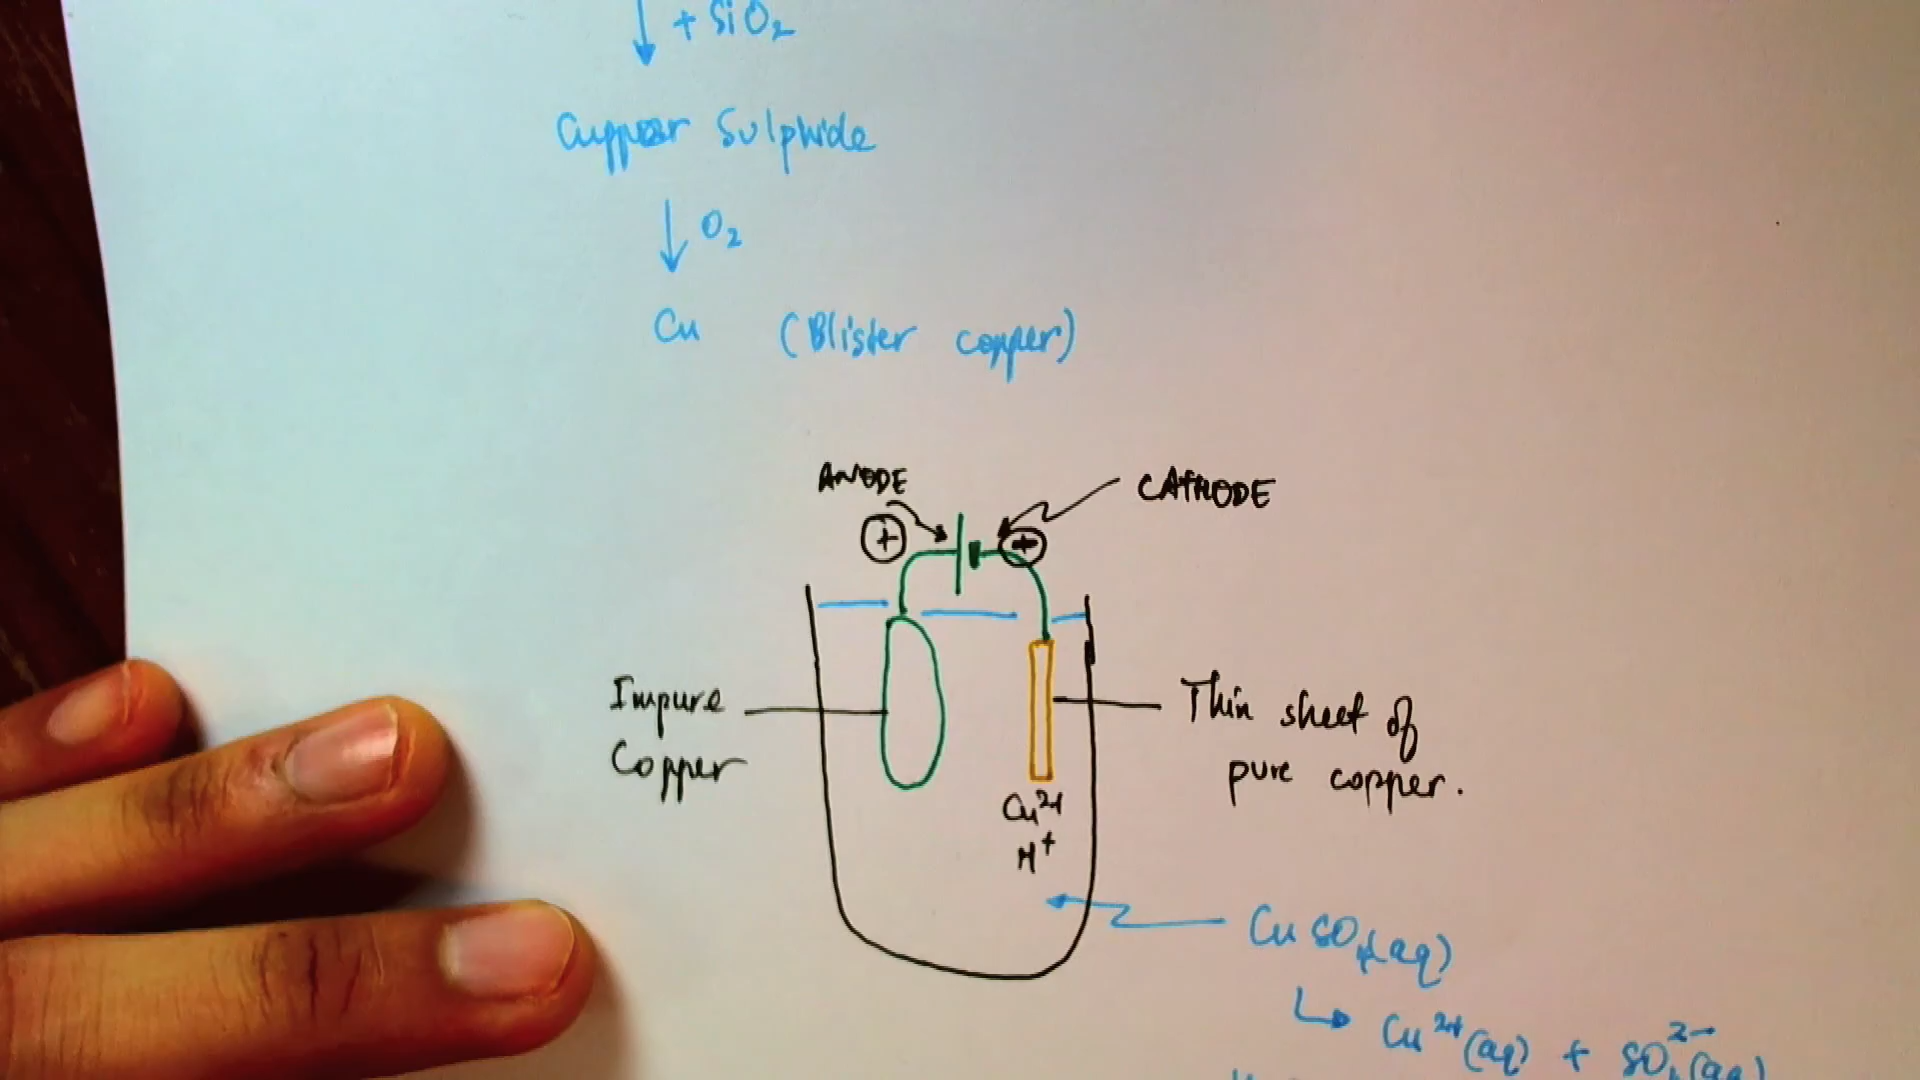 + SiO₂
Cupper Sulphide
O₂
Cu (Blister copper)
ANODE
CATHODE
+
+
Impure
Copper
Thin sheet of
pure copper.
Cu²⁺
H⁺
CuSO₄(aq)
Cu²⁺(aq) + SO₄²⁻(aq)